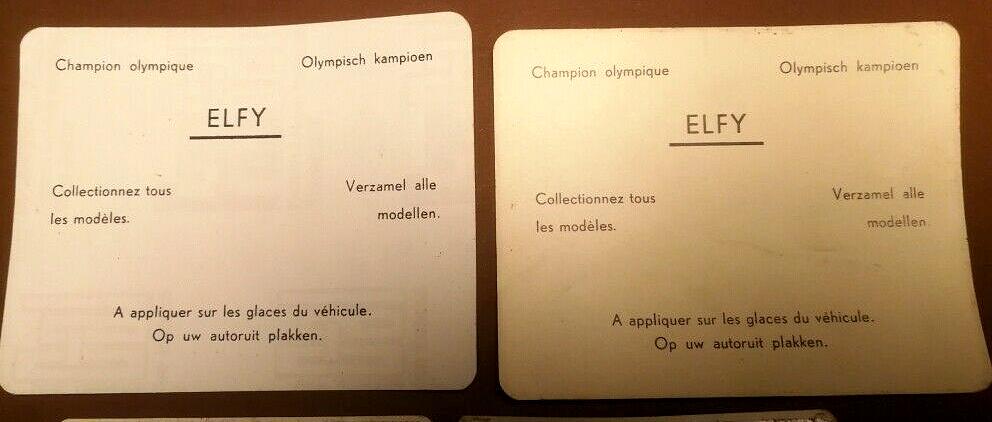 Champion olympique Olympisch kampioen
ELFY
Collectionnez tous Verzamel alle
les modèles. modellen.
A appliquer sur les glaces du véhicule.
Op uw autoruit plakken.
Champion olympique Olympisch kampioen
ELFY
Collectionnez tous Verzamel alle
les modèles. modellen.
A appliquer sur les glaces du véhicule.
Op uw autoruit plakken.